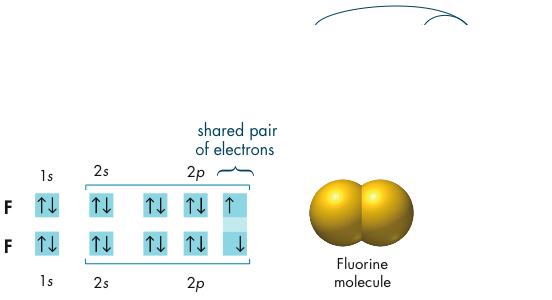 shared pair
of electrons
1s 2s 2p
F ↑↓ ↑↓ ↑↓ ↑↓ ↑
F ↑↓ ↑↓ ↑↓ ↑↓ ↓
1s 2s 2p
Fluorine
molecule